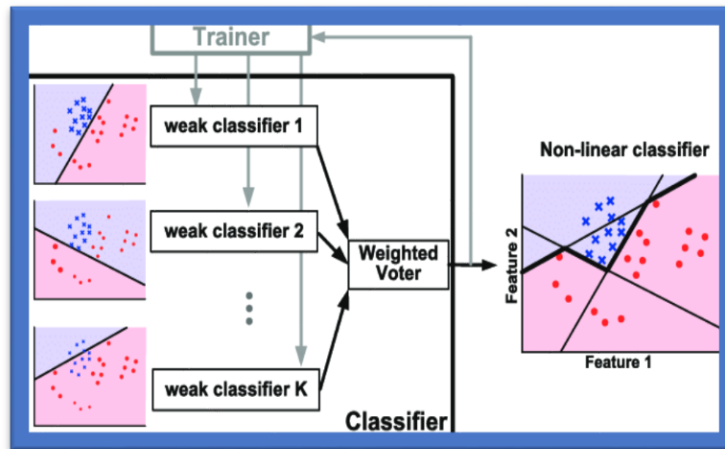 Trainer
weak classifier 1
Non-linear classifier
weak classifier 2
Weighted
Voter
Feature 2
weak classifier K
Feature 1
Classifier